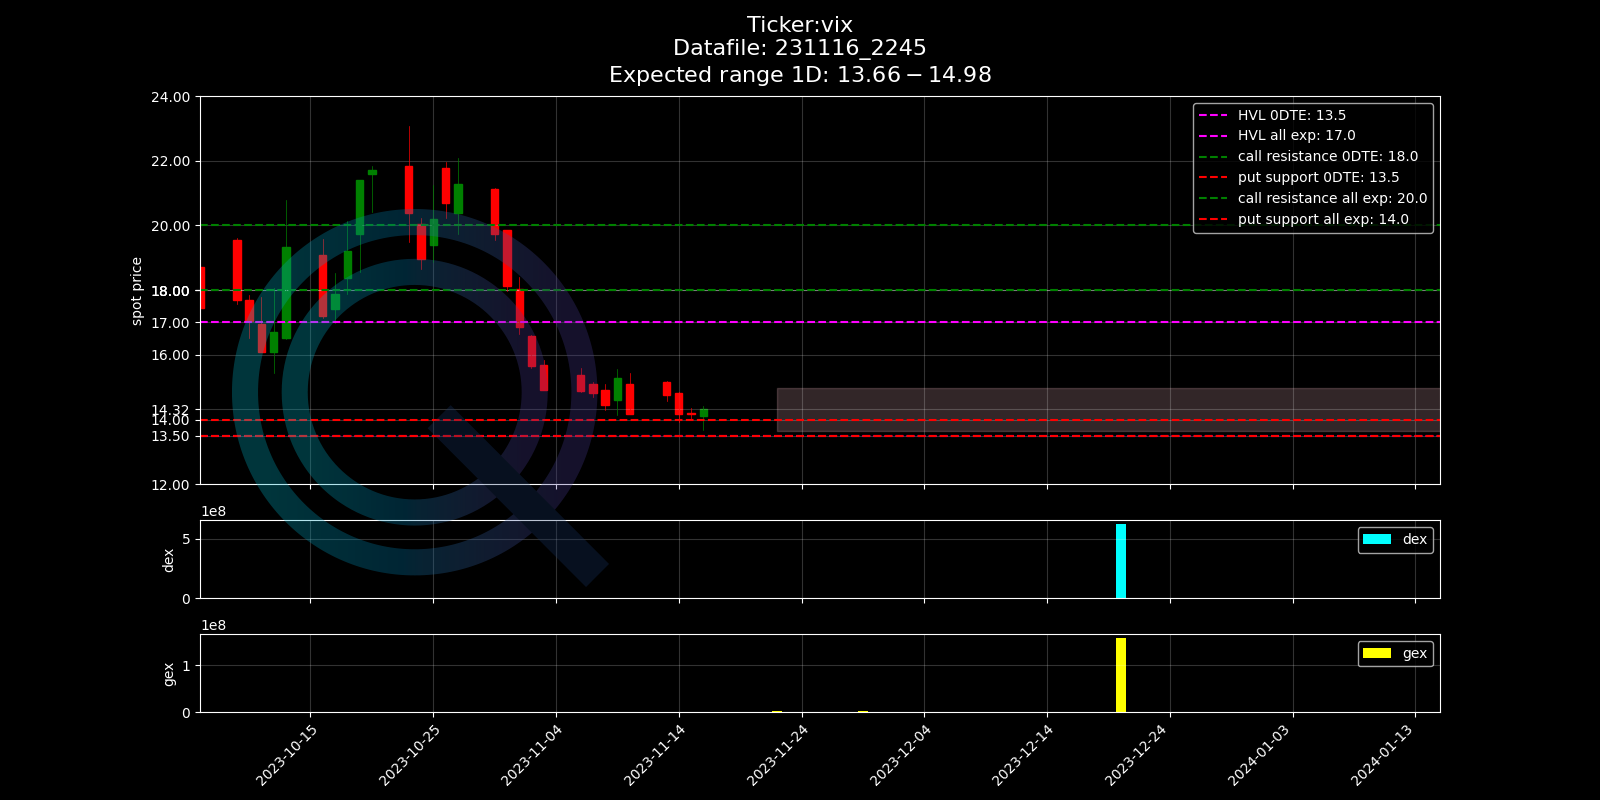 Ticker:vix
Datafile: 231116_2245
Expected range 1D: 13.66 − 14.98
24.00
22.00
20.00
18.00
17.00
16.00
14.32
14.00
13.50
12.00
spot price
HVL 0DTE: 13.5
HVL all exp: 17.0
call resistance 0DTE: 18.0
put support 0DTE: 13.5
call resistance all exp: 20.0
put support all exp: 14.0
1e8
5
0
dex
dex
1e8
1
0
gex
gex
2023-10-15
2023-10-25
2023-11-04
2023-11-14
2023-11-24
2023-12-04
2023-12-14
2023-12-24
2024-01-03
2024-01-13